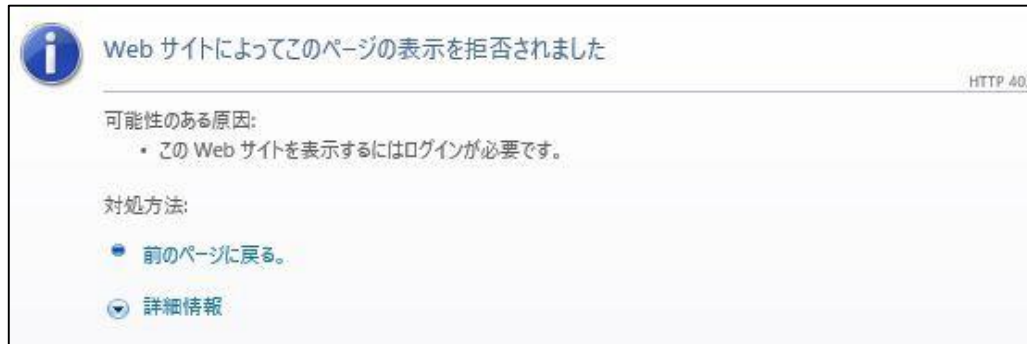 Web サイトによってこのページの表示を拒否されました
HTTP 40
可能性のある原因:
• この Web サイトを表示するにはログインが必要です。
対処方法:
前のページに戻る。
詳細情報